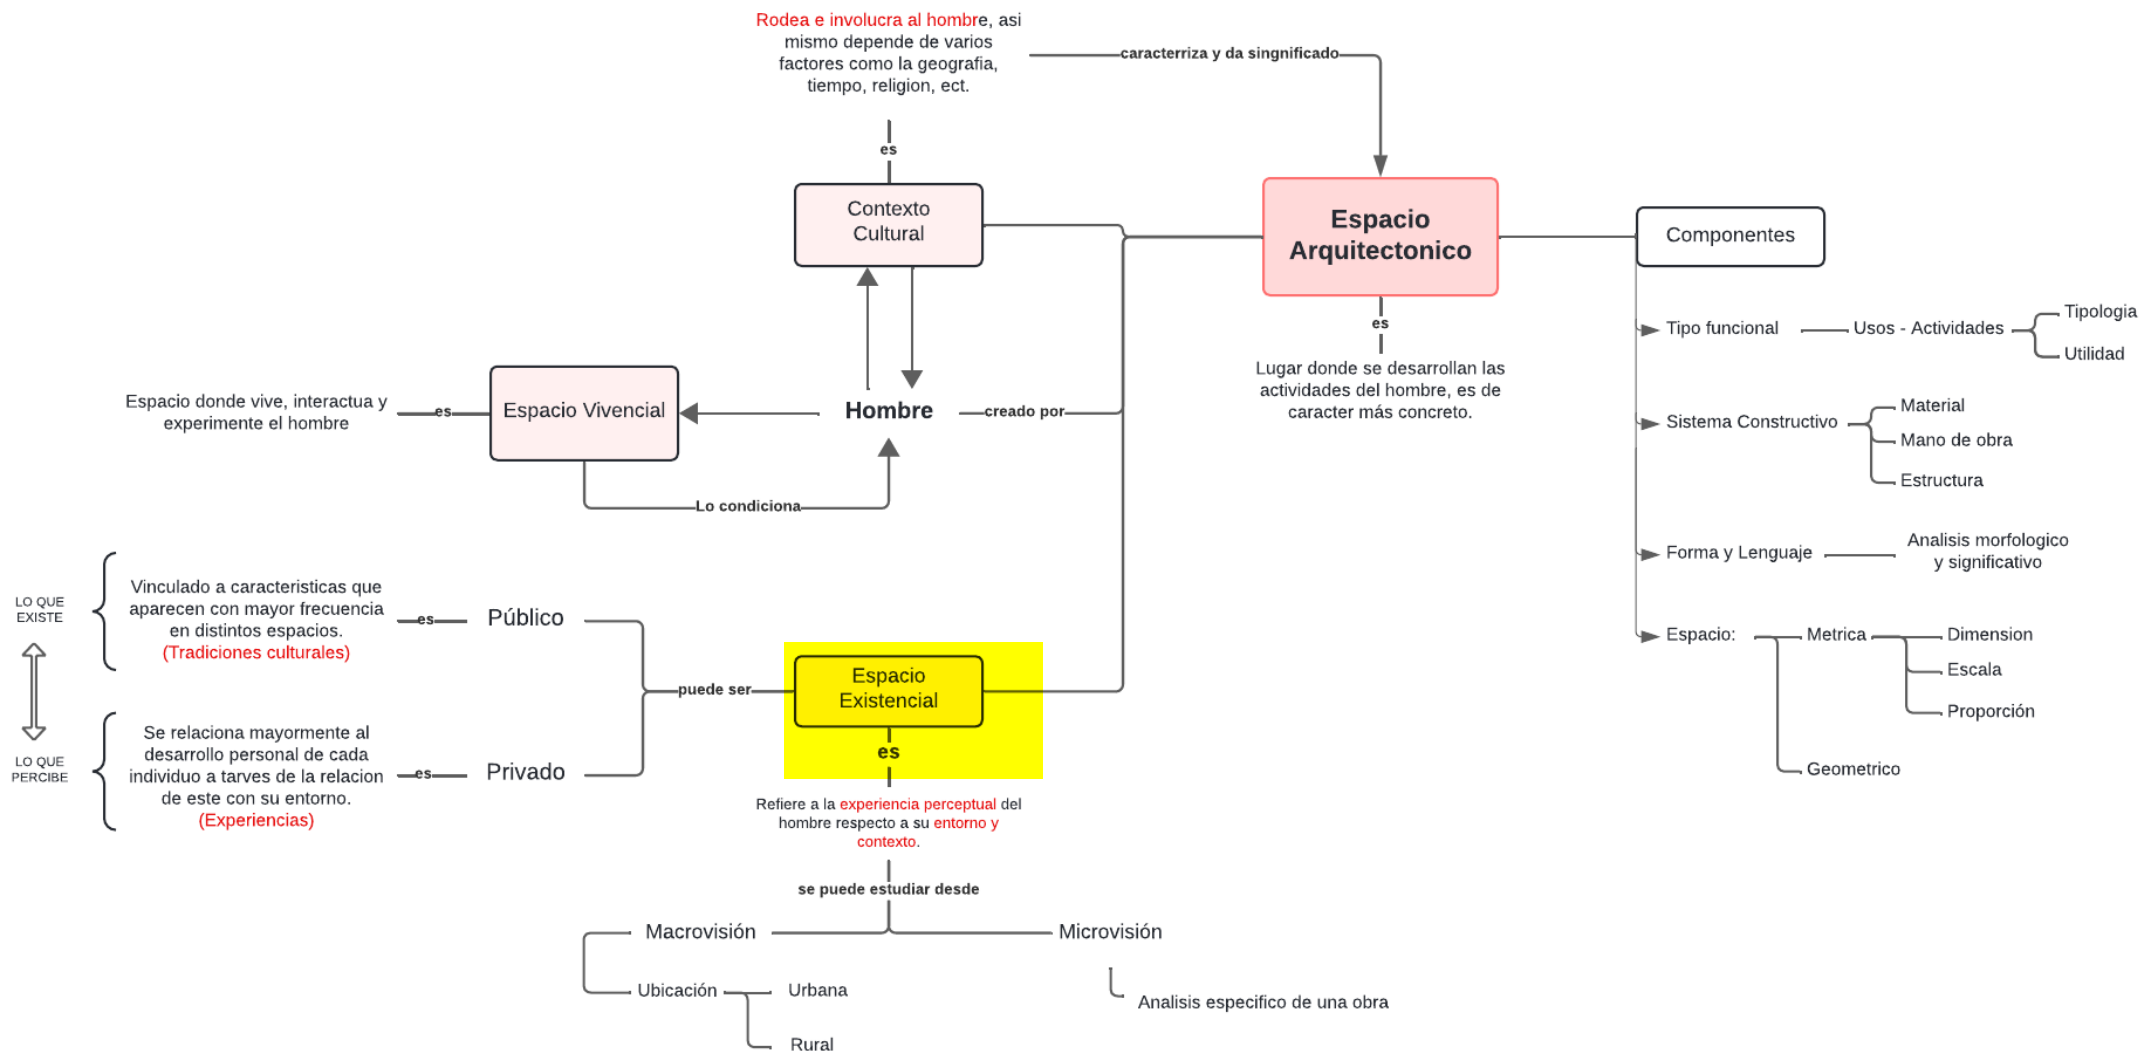 Rodea e involucra al hombre, asi
mismo depende de varios
factores como la geografia,
tiempo, religion, ect.
caracterriza y da singnificado
es
Contexto
Cultural
Espacio
Arquitectonico
Componentes
es
Lugar donde se desarrollan las
actividades del hombre, es de
caracter más concreto.
Tipo funcional
Usos - Actividades
Tipologia
Utilidad
Sistema Constructivo
Material
Mano de obra
Estructura
Forma y Lenguaje
Analisis morfologico
y significativo
Espacio:
Metrica
Dimension
Escala
Proporción
Geometrico
Espacio donde vive, interactua y
experimente el hombre
es
Espacio Vivencial
Hombre
creado por
Lo condiciona
LO QUE
EXISTE
Vinculado a caracteristicas que
aparecen con mayor frecuencia
en distintos espacios.
(Tradiciones culturales)
es
Público
LO QUE
PERCIBE
Se relaciona mayormente al
desarrollo personal de cada
individuo a tarves de la relacion
de este con su entorno.
(Experiencias)
es
Privado
puede ser
Espacio
Existencial
es
Refiere a la experiencia perceptual del
hombre respecto a su entorno y
contexto.
se puede estudiar desde
Macrovisión
Microvisión
Ubicación
Urbana
Rural
Analisis especifico de una obra